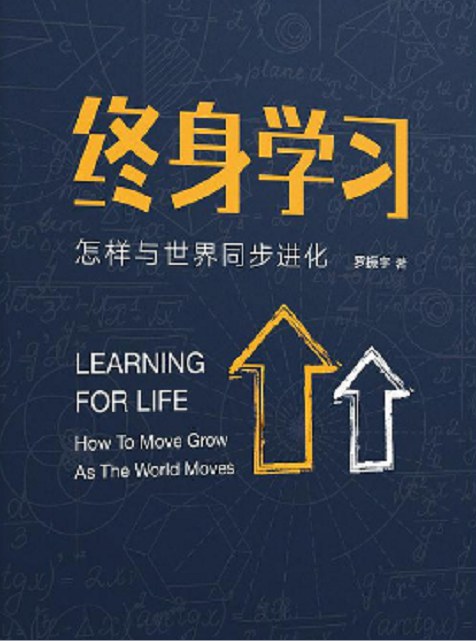 终身学习
怎样与世界同步进化 罗振宇 著
LEARNING
FOR LIFE
How To Move Grow
As The World Moves